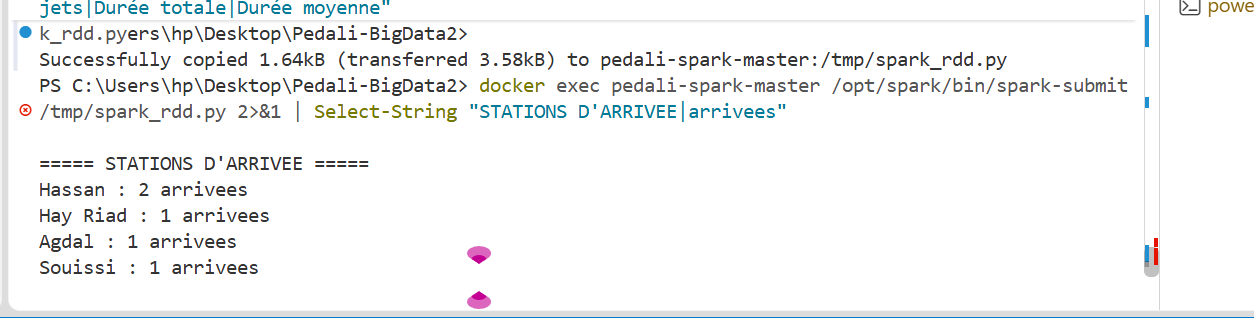 jets|Durée totale|Durée moyenne"
k_rdd.pyers\hp\Desktop\Pedali-BigData2>
Successfully copied 1.64kB (transferred 3.58kB) to pedali-spark-master:/tmp/spark_rdd.py
PS C:\Users\hp\Desktop\Pedali-BigData2> docker exec pedali-spark-master /opt/spark/bin/spark-submit
/tmp/spark_rdd.py 2>&1 | Select-String "STATIONS D'ARRIVEE|arrivees"
===== STATIONS D'ARRIVEE =====
Hassan : 2 arrivees
Hay Riad : 1 arrivees
Agdal : 1 arrivees
Souissi : 1 arrivees
powe